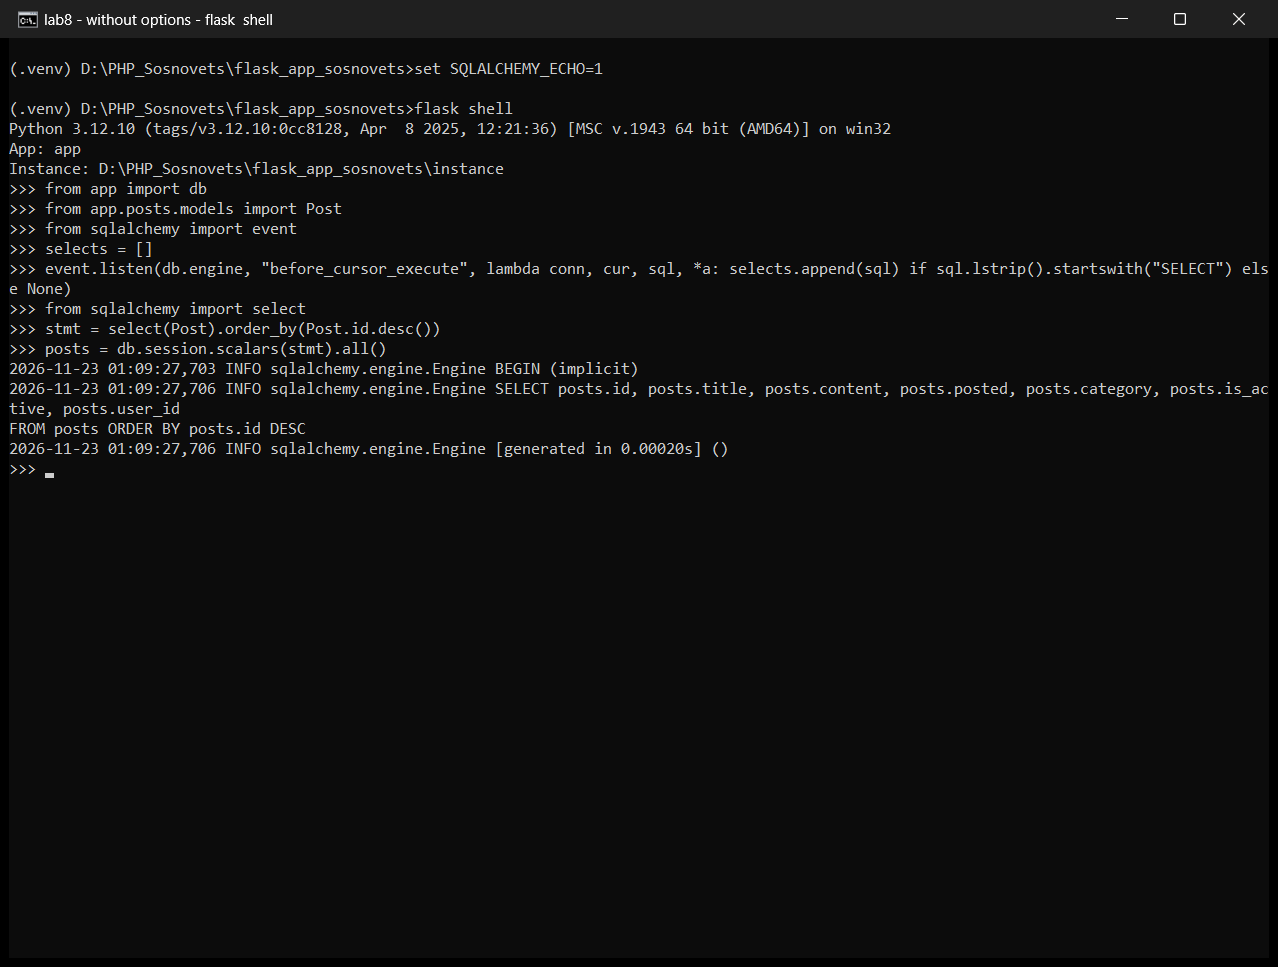 lab8 - without options - flask  shell
(.venv) D:\PHP_Sosnovets\flask_app_sosnovets>set SQLALCHEMY_ECHO=1
(.venv) D:\PHP_Sosnovets\flask_app_sosnovets>flask shell
Python 3.12.10 (tags/v3.12.10:0cc8128, Apr  8 2025, 12:21:36) [MSC v.1943 64 bit (AMD64)] on win32
App: app
Instance: D:\PHP_Sosnovets\flask_app_sosnovets\instance
>>> from app import db
>>> from app.posts.models import Post
>>> from sqlalchemy import event
>>> selects = []
>>> event.listen(db.engine, "before_cursor_execute", lambda conn, cur, sql, *a: selects.append(sql) if sql.lstrip().startswith("SELECT") els
e None)
>>> from sqlalchemy import select
>>> stmt = select(Post).order_by(Post.id.desc())
>>> posts = db.session.scalars(stmt).all()
2026-11-23 01:09:27,703 INFO sqlalchemy.engine.Engine BEGIN (implicit)
2026-11-23 01:09:27,706 INFO sqlalchemy.engine.Engine SELECT posts.id, posts.title, posts.content, posts.posted, posts.category, posts.is_ac
tive, posts.user_id
FROM posts ORDER BY posts.id DESC
2026-11-23 01:09:27,706 INFO sqlalchemy.engine.Engine [generated in 0.00020s] ()
>>>